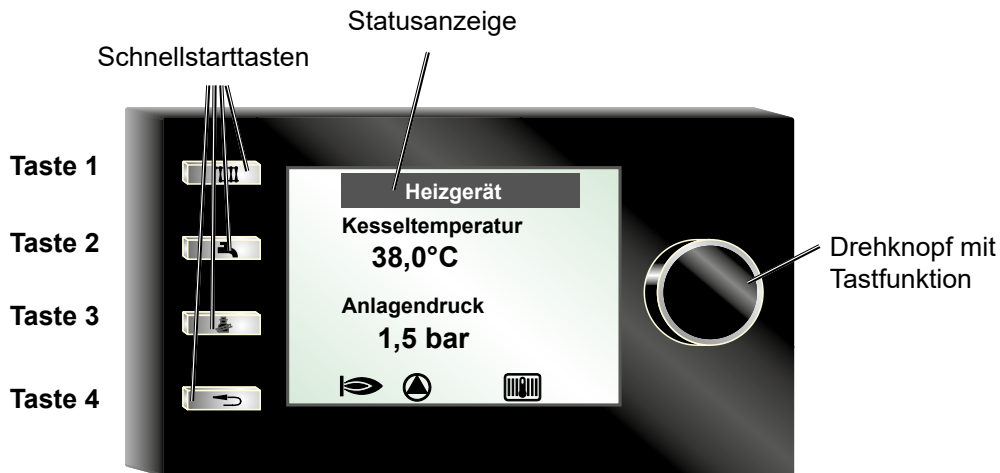 Statusanzeige
Schnellstarttasten
Taste 1
Heizgerät
Kesseltemperatur
Taste 2
38,0°C
Drehknopf mit
Tastfunktion
Anlagendruck
Taste 3
1,5 bar
Taste 4